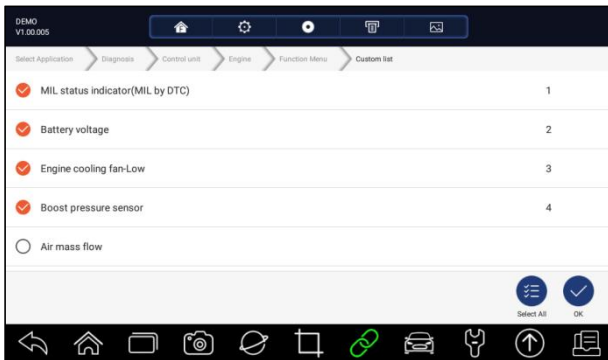 DEMO
V1.00.005
Select Application Diagnosis Control unit Engine Function Menu Custom list
MIL status indicator(MIL by DTC) 1
Battery voltage 2
Engine cooling fan-Low 3
Boost pressure sensor 4
Air mass flow
Select All OK